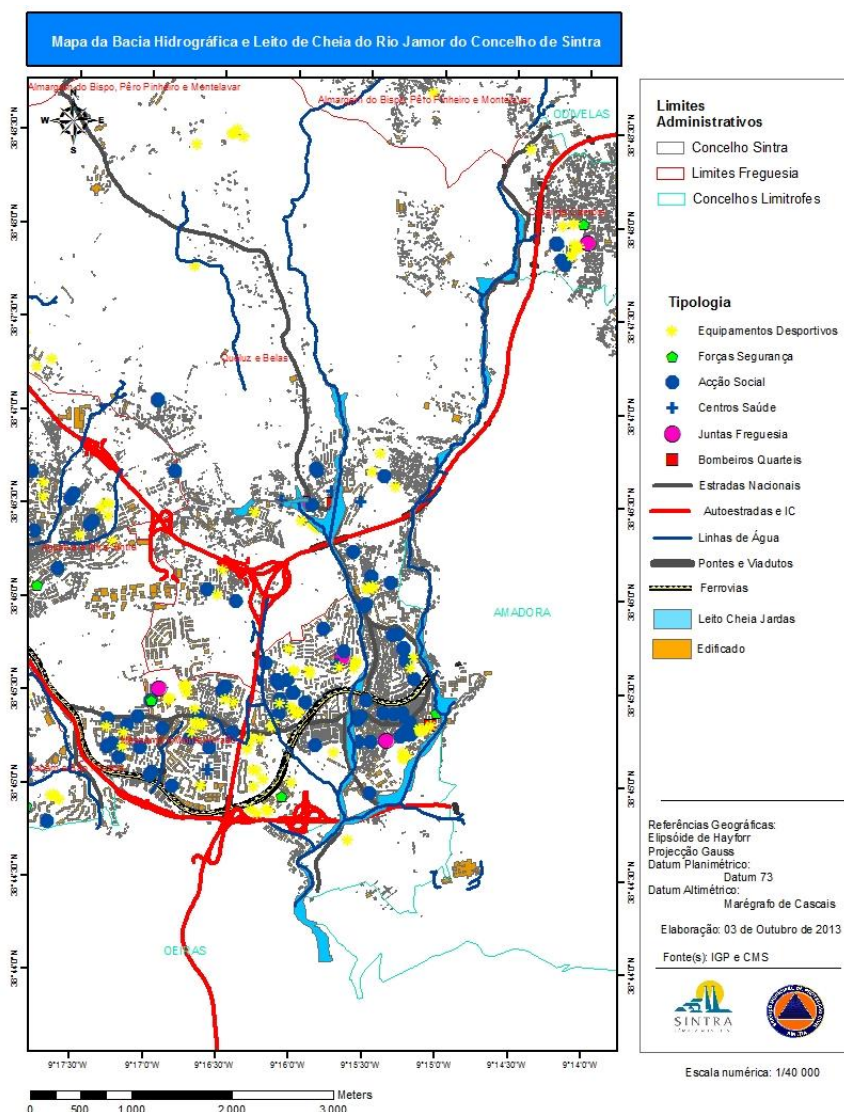 Mapa da Bacia Hidrográfica e Leito de Cheia do Rio Jamor do Concelho de Sintra
Almargem do Bispo, Pêro Pinheiro e Montelavar
Almargem do Bispo, Pêro Pinheiro e Montelavar
N
W
E
S
ODIVELAS
Queluz e Belas
AMADORA
OEIRAS
9°17'30"W
9°17'0"W
9°16'30"W
9°16'0"W
9°15'30"W
9°15'0"W
9°14'30"W
9°14'0"W
0
500
1.000
2.000
3.000
Meters
Limites
Administrativos
Concelho Sintra
Limites Freguesia
Concelhos Limitrofes
Tipologia
Equipamentos Desportivos
Forças Segurança
Acção Social
Centros Saúde
Juntas Freguesia
Bombeiros Quarteis
Estradas Nacionais
Autoestradas e IC
Linhas de Água
Pontes e Viadutos
Ferrovias
Leito Cheia Jardas
Edificado
Referências Geográficas:
Elipsóide de Hayforr
Projecção Gauss
Datum Planimétrico:
Datum 73
Datum Altimétrico:
Marégrafo de Cascais
Elaboração: 03 de Outubro de 2013
Fonte(s): IGP e CMS
SINTRA
Escala numérica: 1/40 000